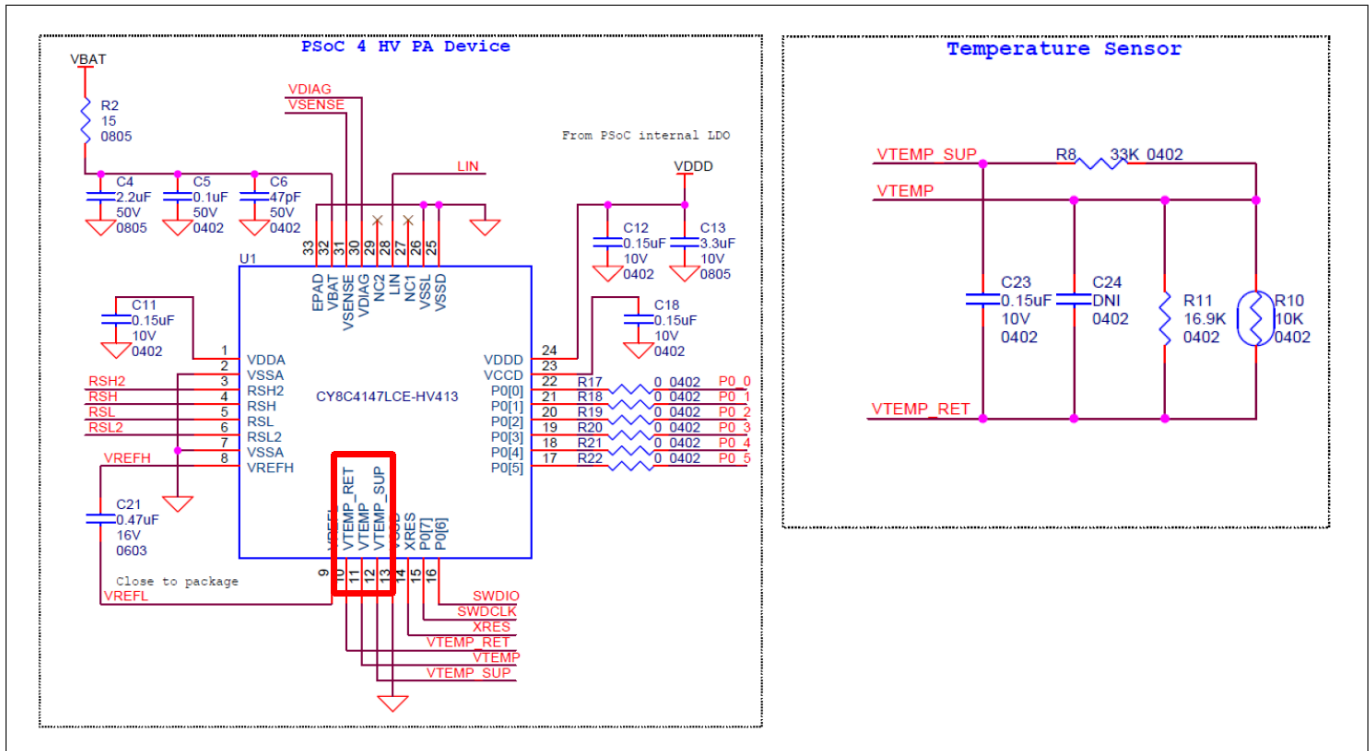 PSoC 4 HV PA Device
VBAT
R2
15
0805
VDIAG
VSENSE
From PSoC internal LDO
VDDD
LIN
C4
2.2uF
50V
0805
C5
0.1uF
50V
0402
C6
47pF
50V
0402
C12
0.15uF
10V
0402
C13
3.3uF
10V
0805
33
32
31
30
29
28
27
26
25
U1
EPAD
VBAT
VSENSE
VDIAG
NC2
LIN
NC1
VSSL
VSSD
C11
0.15uF
10V
0402
C18
0.15uF
10V
0402
1 VDDA
2 VSSA
RSH2 3 RSH2
RSH 4 RSH
RSL 5 RSL
RSL2 6 RSL2
7 VSSA
VREFH 8 VREFH
CY8C4147LCE-HV413
VDDD 24
VCCD 23
P0[0] 22 R17 0 0402 P0_0
P0[1] 21 R18 0 0402 P0_1
P0[2] 20 R19 0 0402 P0_2
P0[3] 19 R20 0 0402 P0_3
P0[4] 18 R21 0 0402 P0_4
P0[5] 17 R22 0 0402 P0_5
C21
0.47uF
16V
0603
VTEMP_RET
VTEMP
VTEMP_SUP
XRES
P0[7]
P0[6]
9
10
11
12
13
14
15
16
Close to package
VREFL
SWDIO
SWDCLK
XRES
VTEMP_RET
VTEMP
VTEMP_SUP
Temperature Sensor
VTEMP_SUP
R8 33K 0402
VTEMP
C23
0.15uF
10V
0402
C24
DNI
0402
R11
16.9K
0402
R10
10K
0402
VTEMP_RET